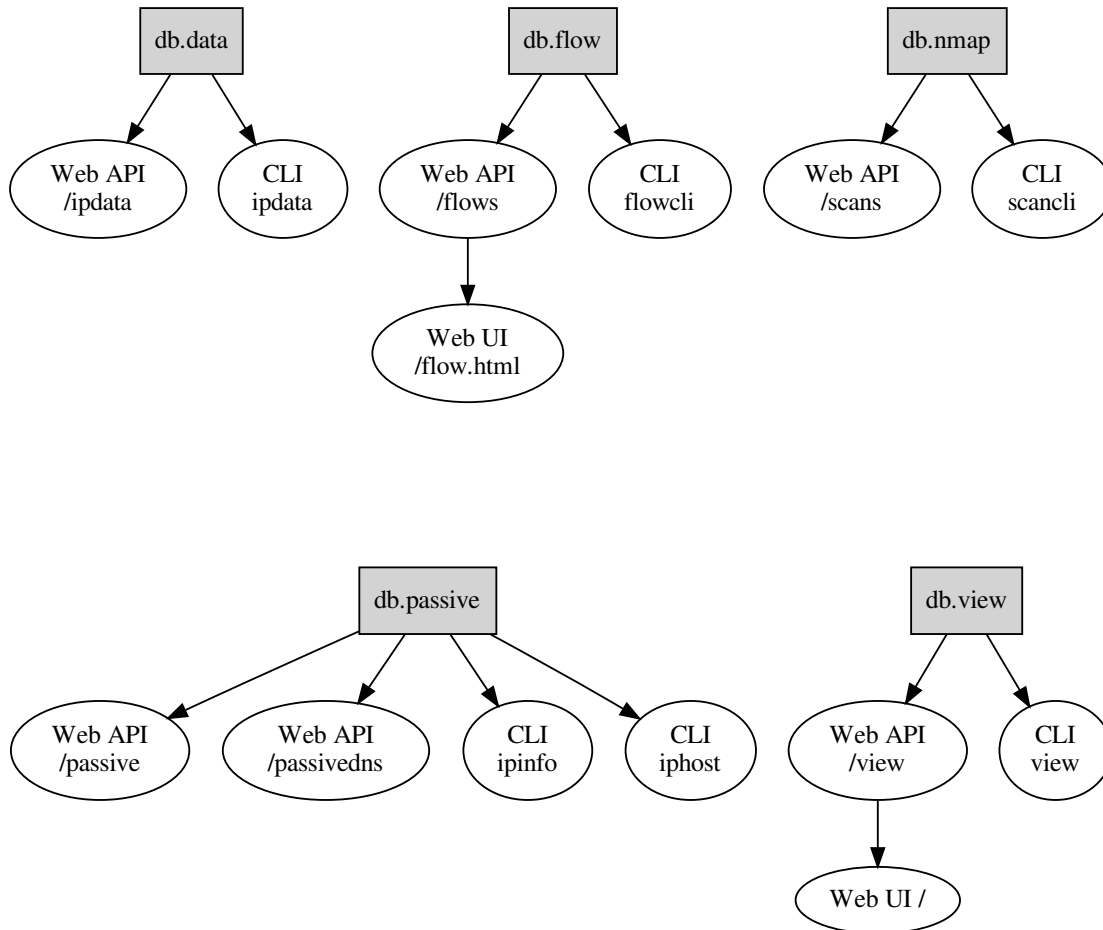 db.data
db.flow
db.nmap
Web API
/ipdata
CLI
ipdata
Web API
/flows
CLI
flowcli
Web API
/scans
CLI
scancli
Web UI
/flow.html
db.passive
db.view
Web API
/passive
Web API
/passivedns
CLI
ipinfo
CLI
iphost
Web API
/view
CLI
view
Web UI /